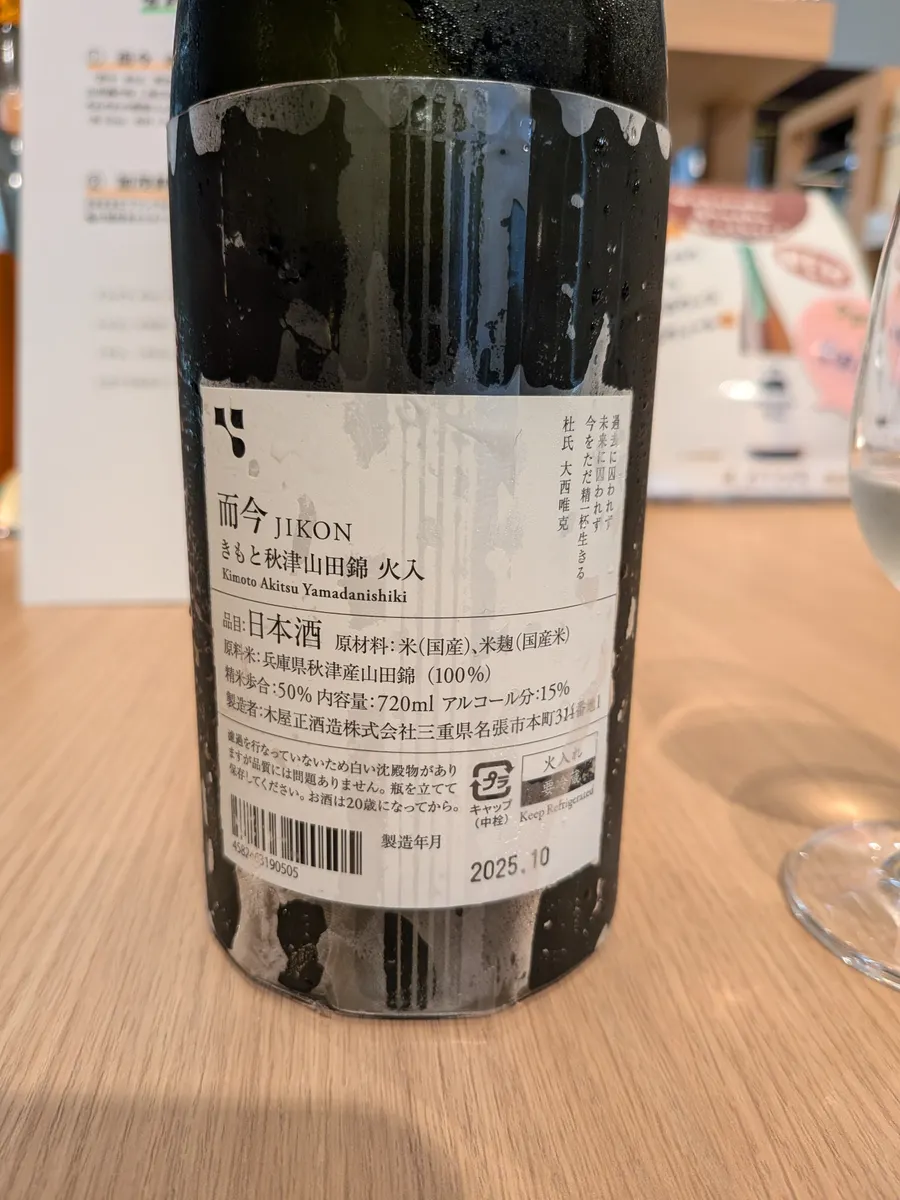 過去に囚われず
未来に囚われず
今をただ精一杯生きる
杜氏 大西唯克
而今 JIKON
きもと秋津山田錦 火入
Kimoto Akitsu Yamadanishiki
品目:日本酒 原材料:米(国産)、米麹(国産米)
原料米:兵庫県秋津産山田錦 (100%)
精米歩合:50% 内容量:720ml アルコール分:15%
製造者:木屋正酒造株式会社三重県名張市本町314番地1
濾過を行なっていないため白い沈殿物があり
ますが品質には問題ありません。瓶を立てて
保存してください。お酒は20歳になってから。
プラ
キャップ
(中栓)
火入れ
要冷蔵
Keep Refrigerated
製造年月
2025.10